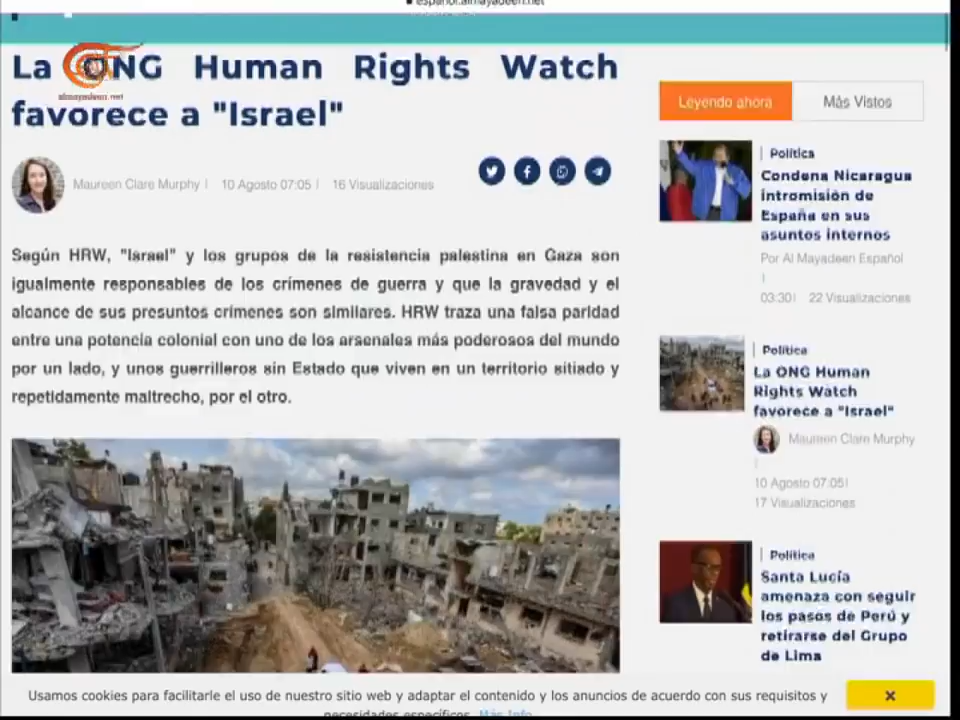 español.almayadeen.net
La ONG Human Rights Watch
favorece a "Israel"
almayadeen.net
Maureen Clare Murphy | 10 Agosto 07:05 | 16 Visualizaciones
Según HRW, "Israel" y los grupos de la resistencia palestina en Gaza son
igualmente responsables de los crímenes de guerra y que la gravedad y el
alcance de sus presuntos crímenes son similares. HRW traza una falsa paridad
entre una potencia colonial con uno de los arsenales más poderosos del mundo
por un lado, y unos guerrilleros sin Estado que viven en un territorio sitiado y
repetidamente maltrecho, por el otro.
Leyendo ahora
Más Vistos
Política
Condena Nicaragua
intromisión de
España en sus
asuntos internos
Por Al Mayadeen Español
03:30 | 22 Visualizaciones
Política
La ONG Human
Rights Watch
favorece a "Israel"
Maureen Clare Murphy
10 Agosto 07:05 |
17 Visualizaciones
Política
Santa Lucía
amenaza con seguir
los pasos de Perú y
retirarse del Grupo
de Lima
Usamos cookies para facilitarle el uso de nuestro sitio web y adaptar el contenido y los anuncios de acuerdo con sus requisitos y
necesidades específicos. Más Info